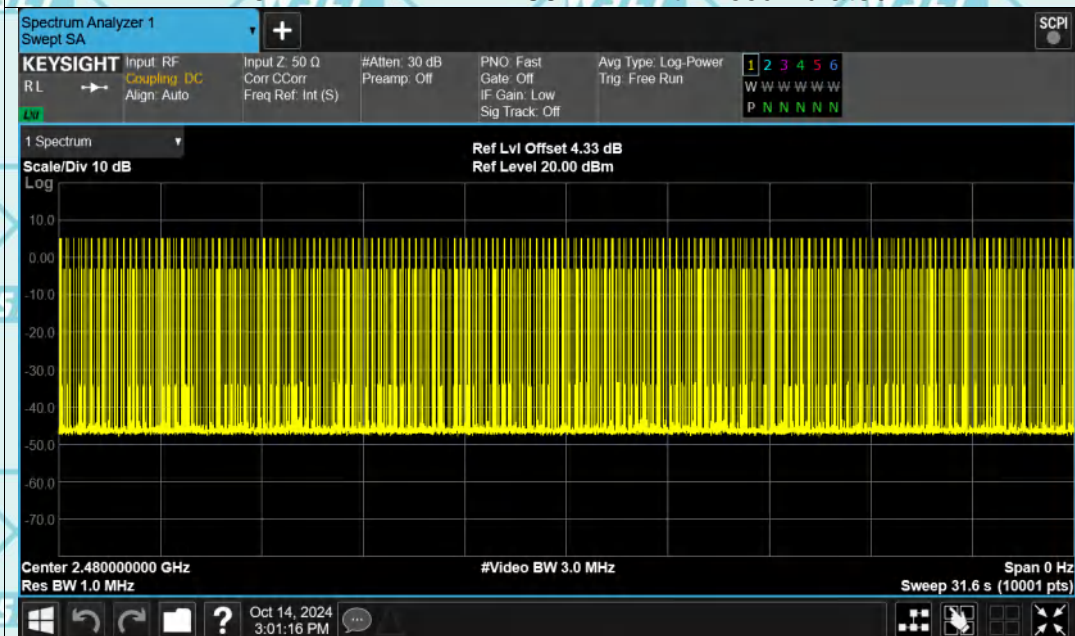 Spectrum Analyzer 1
Swept SA
+
SCPI
KEYSIGHT
RL
LXI
Input: RF
Coupling: DC
Align: Auto
Input Z: 50 Ω
Corr CCorr
Freq Ref: Int (S)
#Atten: 30 dB
Preamp: Off
PNO: Fast
Gate: Off
IF Gain: Low
Sig Track: Off
Avg Type: Log-Power
Trig: Free Run
1 2 3 4 5 6
W W W W W W
P N N N N N
1 Spectrum
Scale/Div 10 dB
Ref Lvl Offset 4.33 dB
Ref Level 20.00 dBm
Log
10.0
0.00
-10.0
-20.0
-30.0
-40.0
-50.0
-60.0
-70.0
Center 2.480000000 GHz
#Video BW 3.0 MHz
Span 0 Hz
Res BW 1.0 MHz
Sweep 31.6 s (10001 pts)
?
Oct 14, 2024
3:01:16 PM